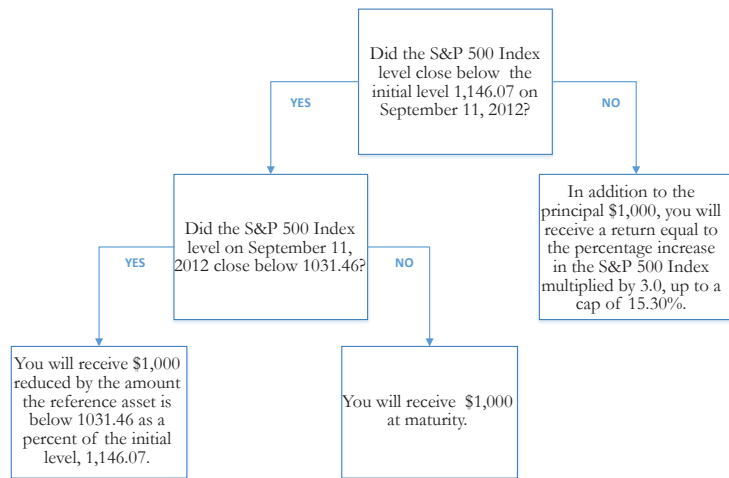 Did the S&P 500 Index
level close below the
initial level 1,146.07 on
September 11, 2012?
YES
NO
Did the S&P 500 Index
level on September 11,
2012 close below 1031.46?
In addition to the
principal $1,000, you will
receive a return equal to
the percentage increase
in the S&P 500 Index
multiplied by 3.0, up to a
cap of 15.30%.
YES
NO
You will receive $1,000
reduced by the amount
the reference asset is
below 1031.46 as a
percent of the initial
level, 1,146.07.
You will receive $1,000
at maturity.